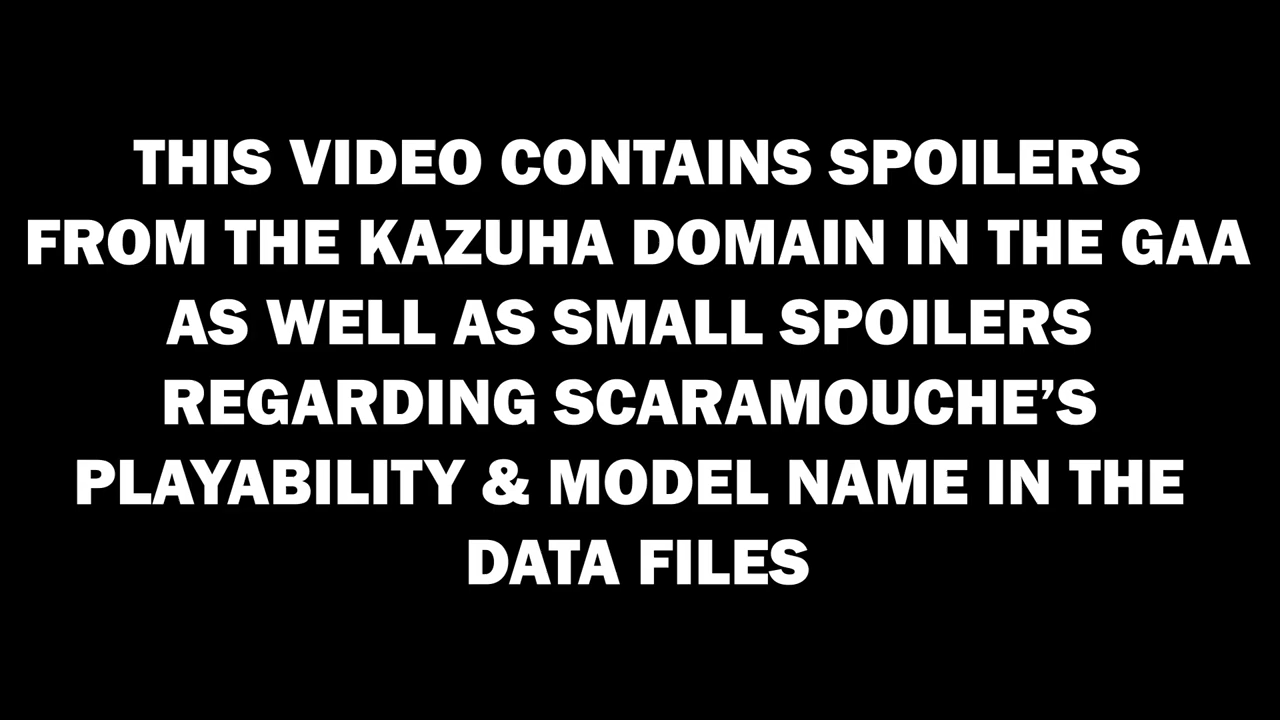 THIS VIDEO CONTAINS SPOILERS
FROM THE KAZUHA DOMAIN IN THE GAA
AS WELL AS SMALL SPOILERS
REGARDING SCARAMOUCHE’S
PLAYABILITY & MODEL NAME IN THE
DATA FILES